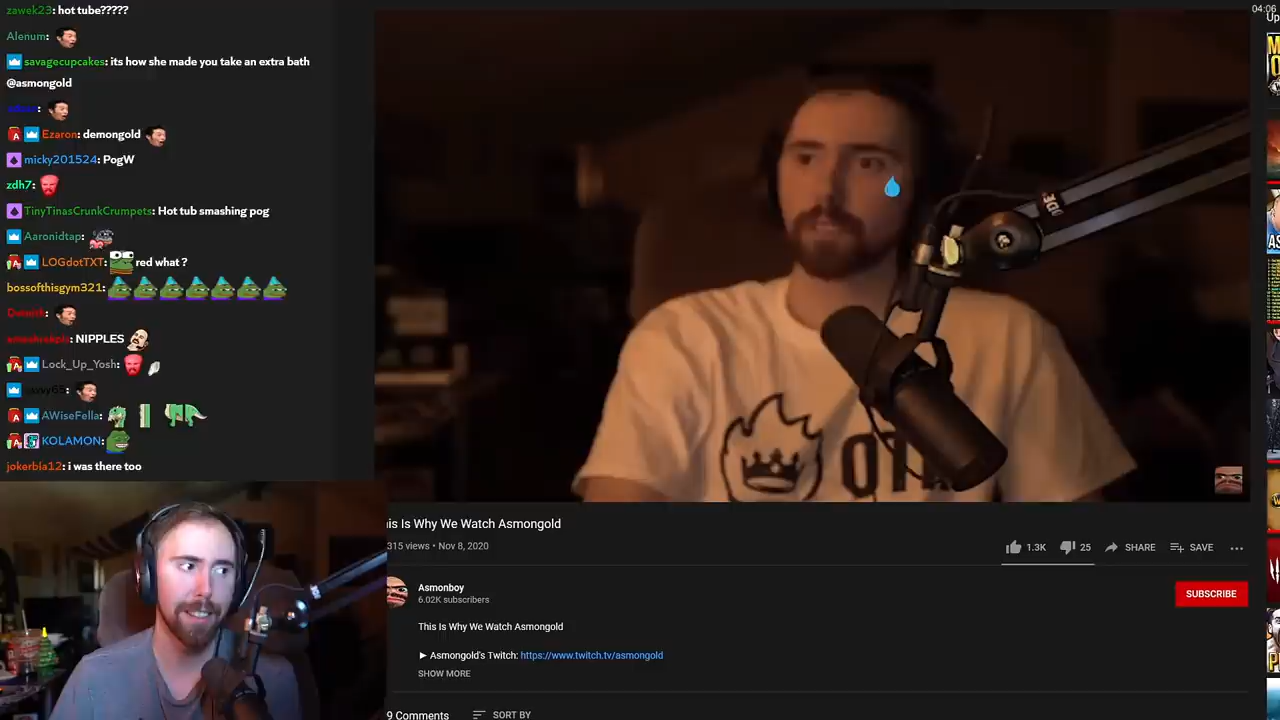 zawek23: hot tube?????
04:06
Up
Alenum:
savagecupcakes: its how she made you take an extra bath
@asmongold
Ezaron: demongold
micky201524: PogW
zdh7:
TinyTinasCrunkCrumpets: Hot tub smashing pog
Aaronidtap:
LOGdotTXT: red what ?
bossofthisgym321:
NIPPLES
Lock_Up_Yosh:
AWiseFella:
KOLAMON:
jokerbla12: i was there too
is Is Why We Watch Asmongold
315 views • Nov 8, 2020
1.3K
25
SHARE
SAVE
Asmonboy
6.02K subscribers
SUBSCRIBE
This Is Why We Watch Asmongold
► Asmongold's Twitch: https://www.twitch.tv/asmongold
SHOW MORE
9 Comments
SORT BY